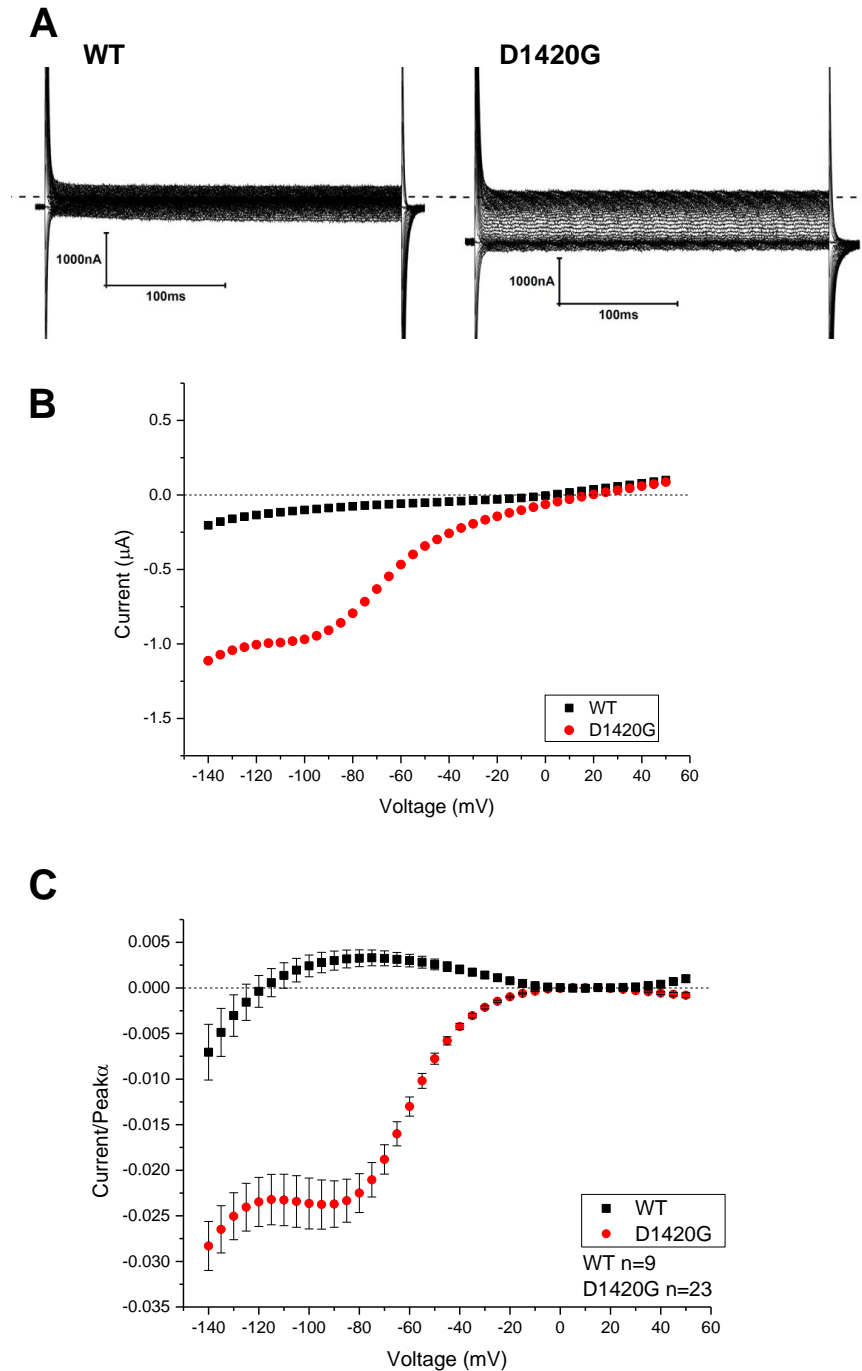 A
WT
D1420G
1000nA
100ms
1000nA
100ms
B
0.5
0.0
-0.5
-1.0
-1.5
Current (μA)
-140 -120 -100 -80 -60 -40 -20 0 20 40 60
Voltage (mV)
WT
D1420G
C
0.005
0.000
-0.005
-0.010
-0.015
-0.020
-0.025
-0.030
-0.035
Current/Peakα
-140 -120 -100 -80 -60 -40 -20 0 20 40 60
Voltage (mV)
WT
D1420G
WT n=9
D1420G n=23